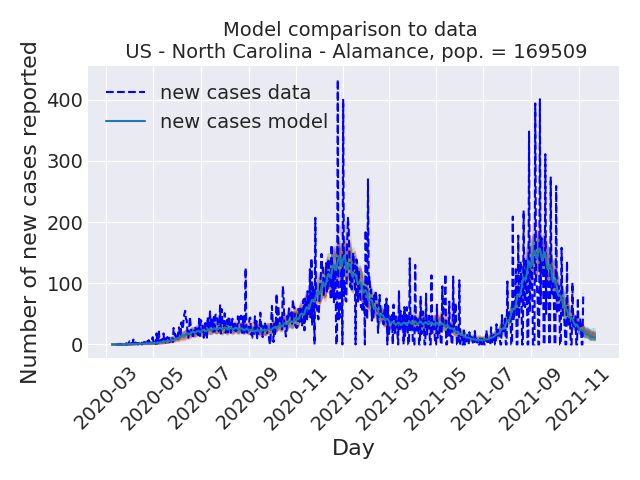 Model comparison to data
US - North Carolina - Alamance, pop. = 169509
Number of new cases reported
400
300
200
100
0
new cases data
new cases model
2020-03
2020-05
2020-07
2020-09
2020-11
2021-01
2021-03
2021-05
2021-07
2021-09
2021-11
Day